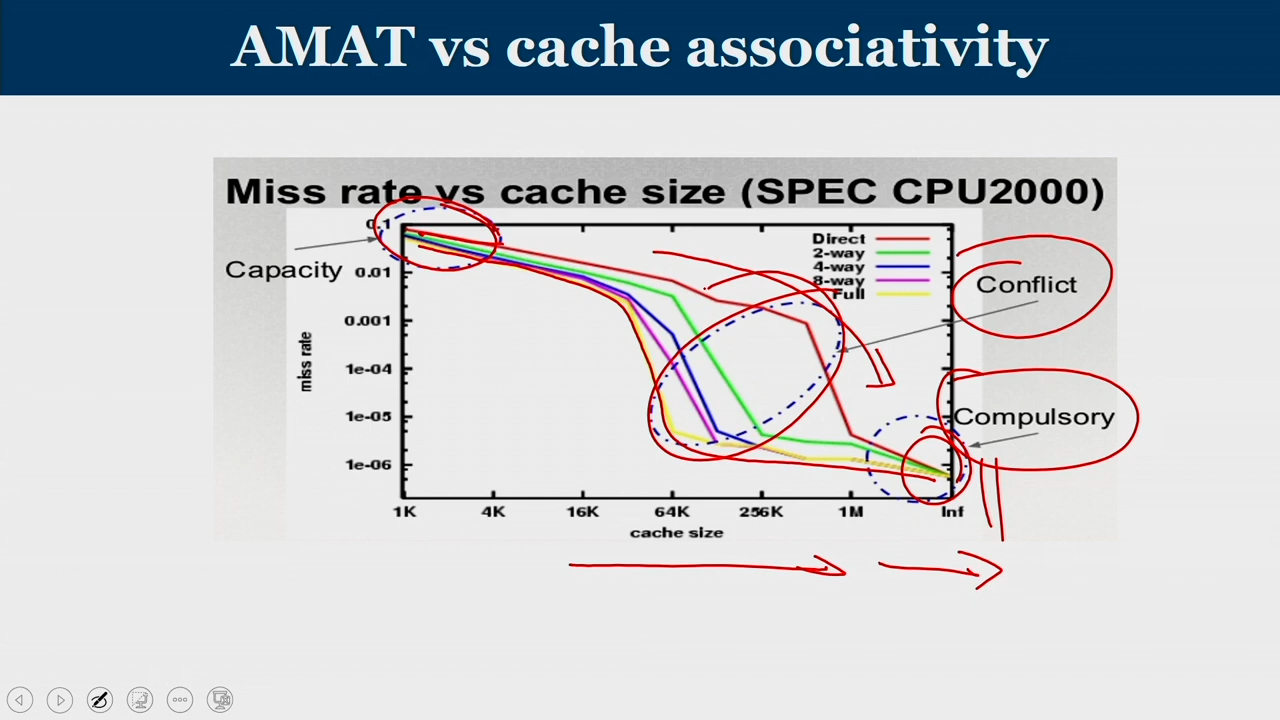 AMAT vs cache associativity
Miss rate vs cache size (SPEC CPU2000)
0.1
0.01
0.001
1e-04
1e-05
1e-06
miss rate
Capacity
Direct
2-way
4-way
8-way
Full
Conflict
Compulsory
1K 4K 16K 64K 256K 1M Inf
cache size